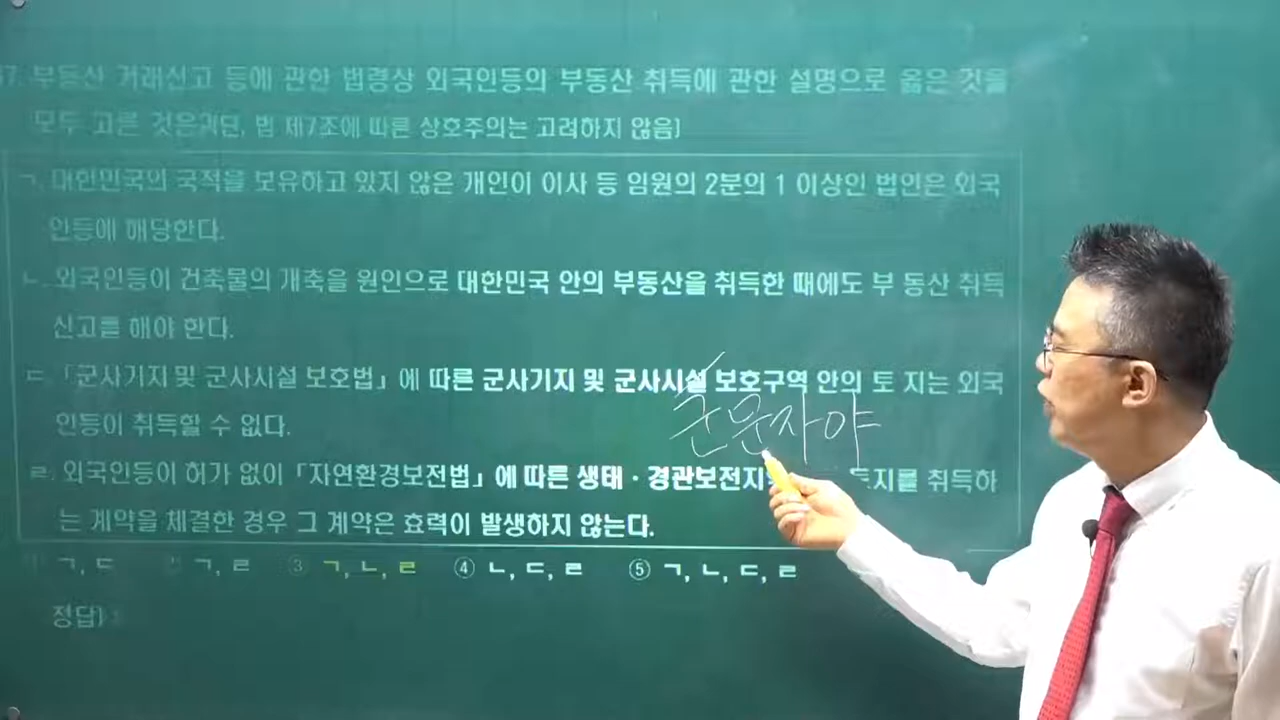 부동산 거래신고 등에 관한 법령상 외국인등의 부동산 취득에 관한 설명으로 옳은 것을
모두 고른 것은?(단, 법 제7조에 따른 상호주의는 고려하지 않음)
ㄱ. 대한민국의 국적을 보유하고 있지 않은 개인이 이사 등 임원의 2분의 1 이상인 법인은 외국
인등에 해당한다.
ㄴ. 외국인등이 건축물의 개축을 원인으로 대한민국 안의 부동산을 취득한 때에도 부 동산 취득
신고를 해야 한다.
ㄷ. 「군사기지 및 군사시설 보호법」에 따른 군사기지 및 군사시설 보호구역 안의 토 지는 외국
인등이 취득할 수 없다.
군문자야
ㄹ. 외국인등이 허가 없이 「자연환경보전법」에 따른 생태·경관보전지 토지를 취득하
는 계약을 체결한 경우 그 계약은 효력이 발생하지 않는다.
ㄱ, ㄷ ㄱ, ㄹ ③ ㄱ, ㄴ, ㄹ ④ ㄴ, ㄷ, ㄹ ⑤ ㄱ, ㄴ, ㄷ, ㄹ
정답)